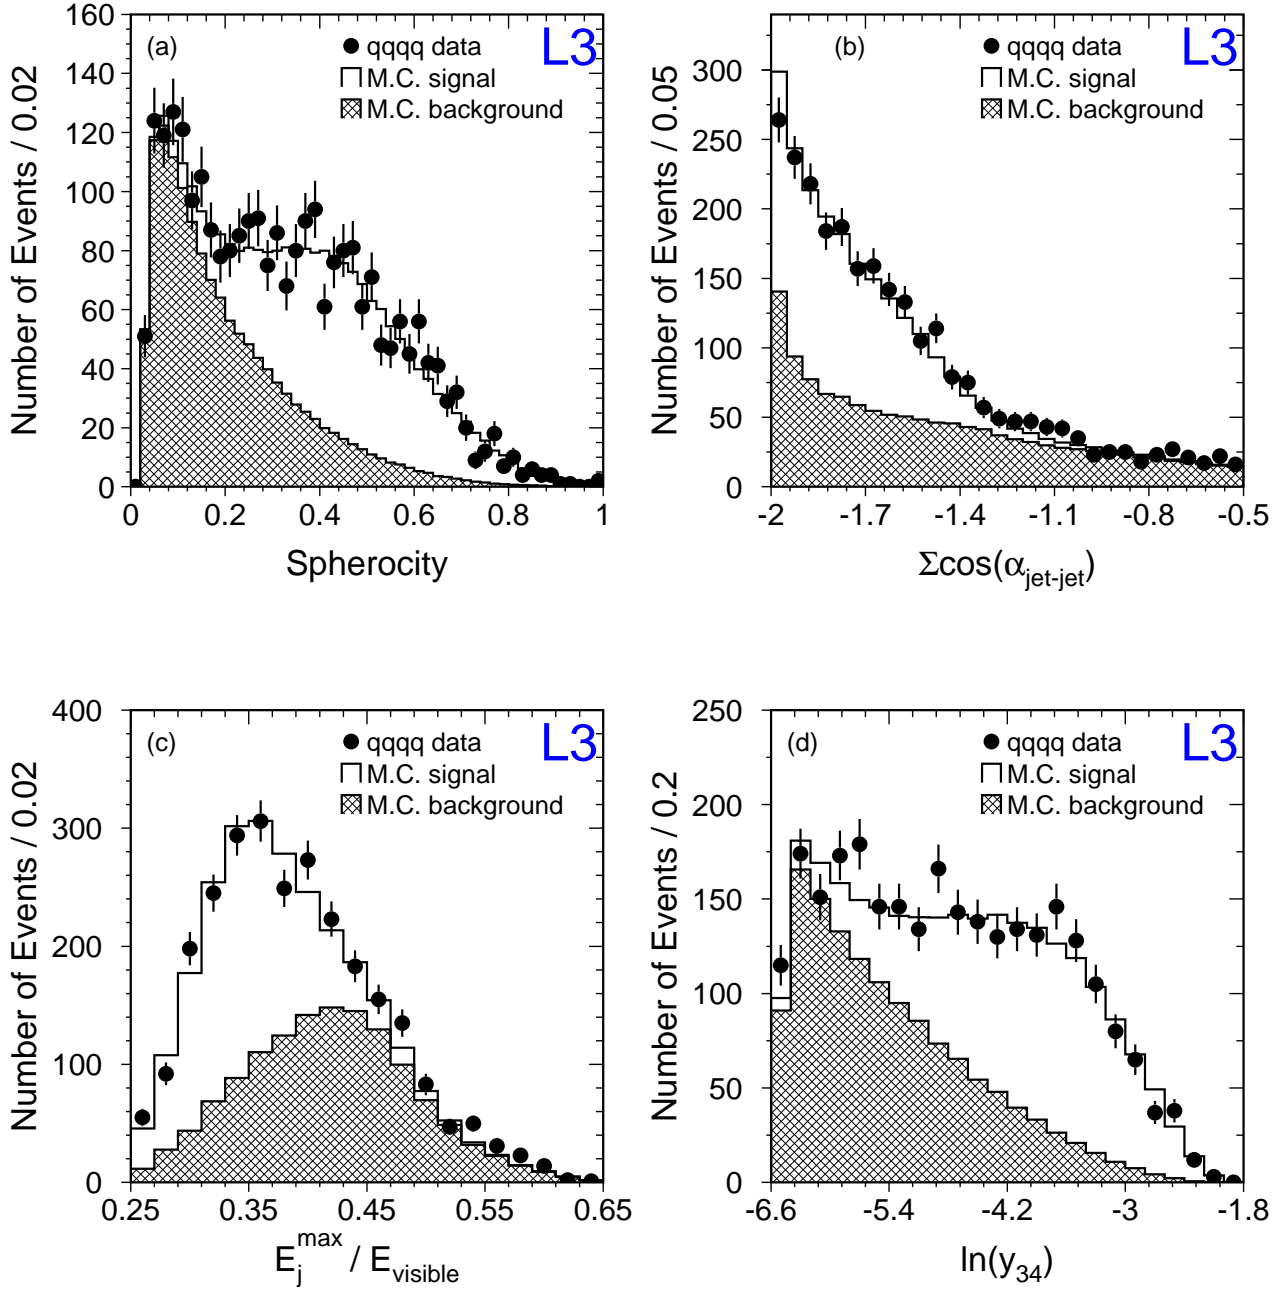 (a)
L3
qqqq data
M.C. signal
M.C. background
Number of Events / 0.02
160
140
120
100
80
60
40
20
0
0 0.2 0.4 0.6 0.8 1
Spherocity
(b)
L3
qqqq data
M.C. signal
M.C. background
Number of Events / 0.05
300
250
200
150
100
50
0
-2 -1.7 -1.4 -1.1 -0.8 -0.5
Σcos(α_jet-jet)
(c)
L3
qqqq data
M.C. signal
M.C. background
Number of Events / 0.02
400
300
200
100
0
0.25 0.35 0.45 0.55 0.65
E_j^max / E_visible
(d)
L3
qqqq data
M.C. signal
M.C. background
Number of Events / 0.2
250
200
150
100
50
0
-6.6 -5.4 -4.2 -3 -1.8
ln(y_34)